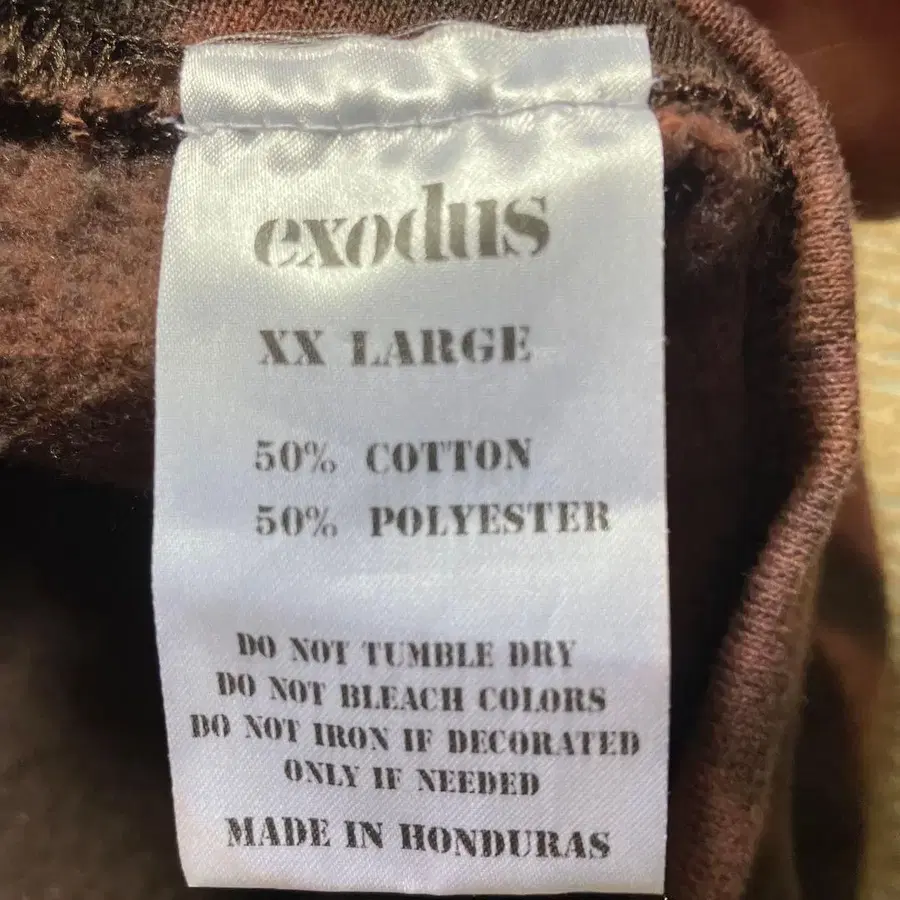 exodus
XX LARGE
50% COTTON
50% POLYESTER
DO NOT TUMBLE DRY
DO NOT BLEACH COLORS
DO NOT IRON IF DECORATED
ONLY IF NEEDED
MADE IN HONDURAS